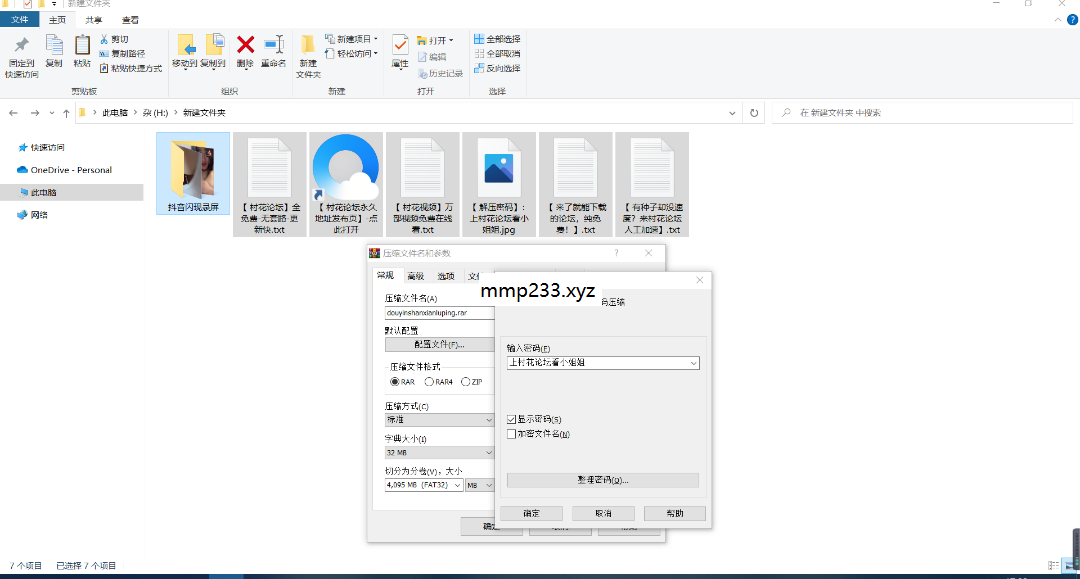 新建文件夹
文件 主页 共享 查看
固定到
快速访问
复制
粘贴
剪切
复制路径
粘贴快捷方式
剪贴板
移动到 复制到 删除 重命名
组织
新建
文件夹
新建项目
轻松访问
新建
属性
打开
编辑
历史记录
打开
全部选择
全部取消
反向选择
选择
此电脑 杂 (H:) 新建文件夹
在 新建文件夹 中搜索
快速访问
OneDrive - Personal
此电脑
网络
抖音闪现录屏
【村花论坛】全
免费-无套路-更
新快.txt
【村花论坛永久
地址发布页】-点
此打开
【村花视频】万
部视频免费在线
看.txt
【解压密码】:
上村花论坛看小
姐姐.jpg
【来了就能下载
的论坛，纯免
费！】.txt
【有种子却没速
度？来村花论坛
人工加速】.txt
压缩文件名和参数
常规 高级 选项
mmp233.xyz
码压缩
压缩文件名(A)
douyinshanxianluping.rar
默认配置
配置文件(F)...
压缩文件格式
RAR RAR4 ZIP
压缩方式(C)
标准
字典大小(I)
32 MB
切分为分卷(V)，大小
4,095 MB (FAT32) MB
输入密码(E)
上村花论坛看小姐姐
显示密码(S)
加密文件名(N)
整理密码(O)...
确定 取消 帮助
7 个项目 已选择 7 个项目